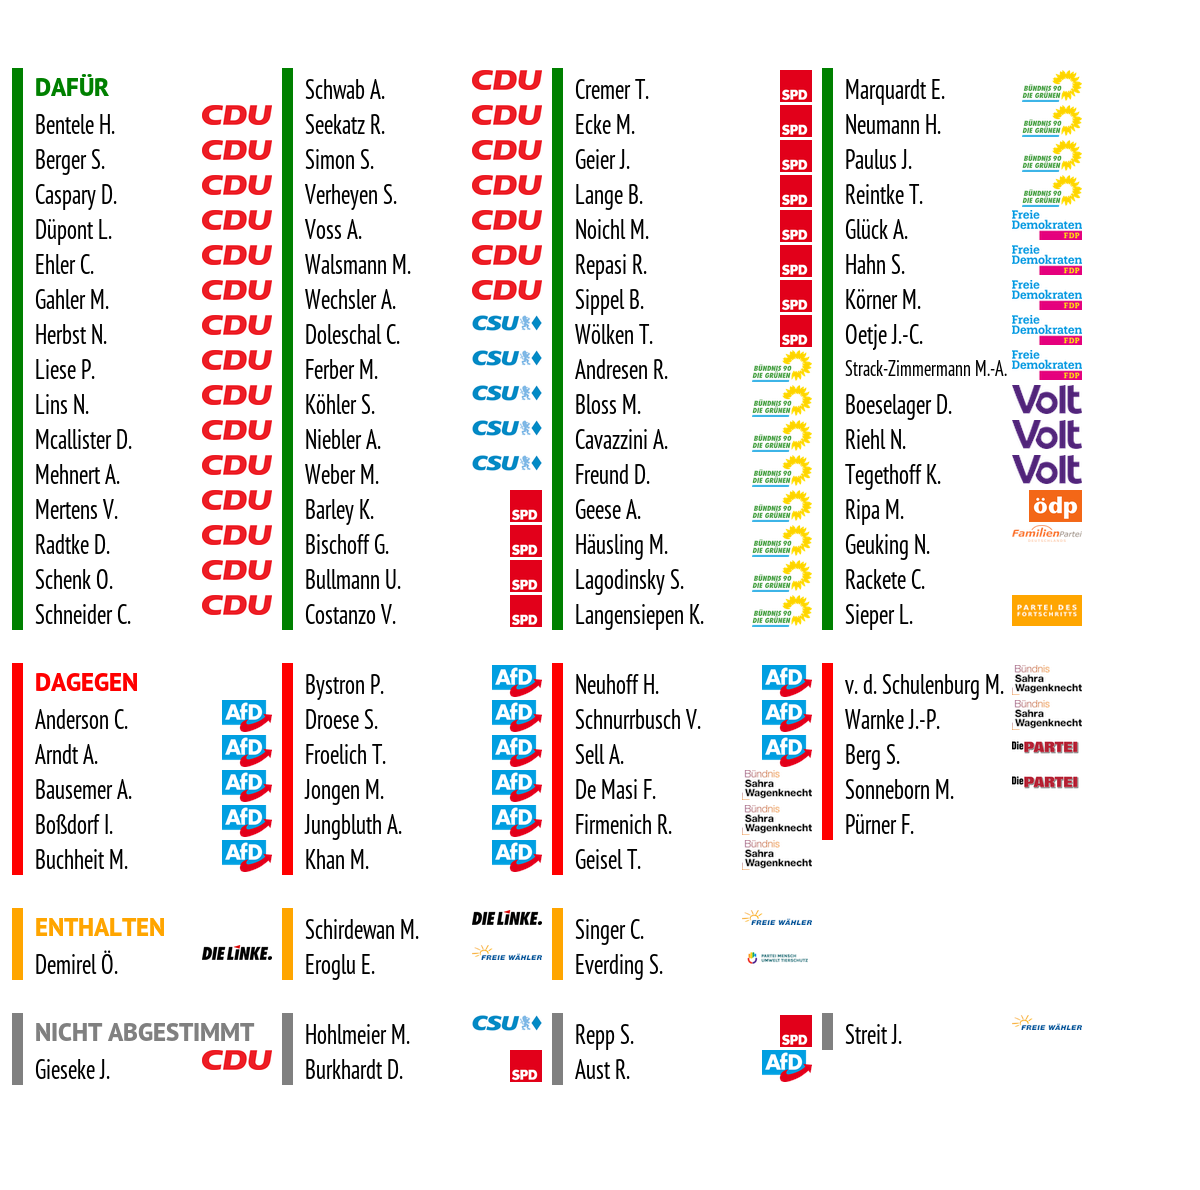 DAFÜR
Bentele H. CDU
Berger S. CDU
Caspary D. CDU
Düpont L. CDU
Ehler C. CDU
Gahler M. CDU
Herbst N. CDU
Liese P. CDU
Lins N. CDU
Mcallister D. CDU
Mehnert A. CDU
Mertens V. CDU
Radtke D. CDU
Schenk O. CDU
Schneider C. CDU
Schwab A. CDU
Seekatz R. CDU
Simon S. CDU
Verheyen S. CDU
Voss A. CDU
Walsmann M. CDU
Wechsler A. CDU
Doleschal C. CSU
Ferber M. CSU
Köhler S. CSU
Niebler A. CSU
Weber M. CSU
Barley K. SPD
Bischoff G. SPD
Bullmann U. SPD
Costanzo V. SPD
Cremer T. SPD
Ecke M. SPD
Geier J. SPD
Lange B. SPD
Noichl M. SPD
Repasi R. SPD
Sippel B. SPD
Wölken T. SPD
Andresen R. BÜNDNIS 90 DIE GRÜNEN
Bloss M. BÜNDNIS 90 DIE GRÜNEN
Cavazzini A. BÜNDNIS 90 DIE GRÜNEN
Freund D. BÜNDNIS 90 DIE GRÜNEN
Geese A. BÜNDNIS 90 DIE GRÜNEN
Häusling M. BÜNDNIS 90 DIE GRÜNEN
Lagodinsky S. BÜNDNIS 90 DIE GRÜNEN
Langensiepen K. BÜNDNIS 90 DIE GRÜNEN
Marquardt E. BÜNDNIS 90 DIE GRÜNEN
Neumann H. BÜNDNIS 90 DIE GRÜNEN
Paulus J. BÜNDNIS 90 DIE GRÜNEN
Reintke T. BÜNDNIS 90 DIE GRÜNEN
Glück A. Freie Demokraten FDP
Hahn S. Freie Demokraten FDP
Körner M. Freie Demokraten FDP
Oetje J.-C. Freie Demokraten FDP
Strack-Zimmermann M.-A. Freie Demokraten FDP
Boeselager D. Volt
Riehl N. Volt
Tegethoff K. Volt
Ripa M. ödp
Geuking N. FamilienPartei
Rackete C.
Sieper L. PARTEI DES FORTSCHRITTS
DAGEGEN
Anderson C. AfD
Arndt A. AfD
Bausemer A. AfD
Boßdorf I. AfD
Buchheit M. AfD
Bystron P. AfD
Droese S. AfD
Froelich T. AfD
Jongen M. AfD
Jungbluth A. AfD
Khan M. AfD
Neuhoff H. AfD
Schnurrbusch V. AfD
Sell A. AfD
De Masi F. Bündnis Sahra Wagenknecht
Firmenich R. Bündnis Sahra Wagenknecht
Geisel T. Bündnis Sahra Wagenknecht
v. d. Schulenburg M. Bündnis Sahra Wagenknecht
Warnke J.-P. Bündnis Sahra Wagenknecht
Berg S. Die PARTEI
Sonneborn M. Die PARTEI
Pürner F.
ENTHALTEN
Demirel Ö. DIE LINKE.
Schirdewan M. DIE LINKE.
Eroglu E. FREIE WÄHLER
Singer C. FREIE WÄHLER
Everding S. PARTEI MENSCH UMWELT TIERSCHUTZ
NICHT ABGESTIMMT
Gieseke J. CDU
Hohlmeier M. CSU
Burkhardt D. SPD
Repp S. SPD
Aust R. AfD
Streit J. FREIE WÄHLER